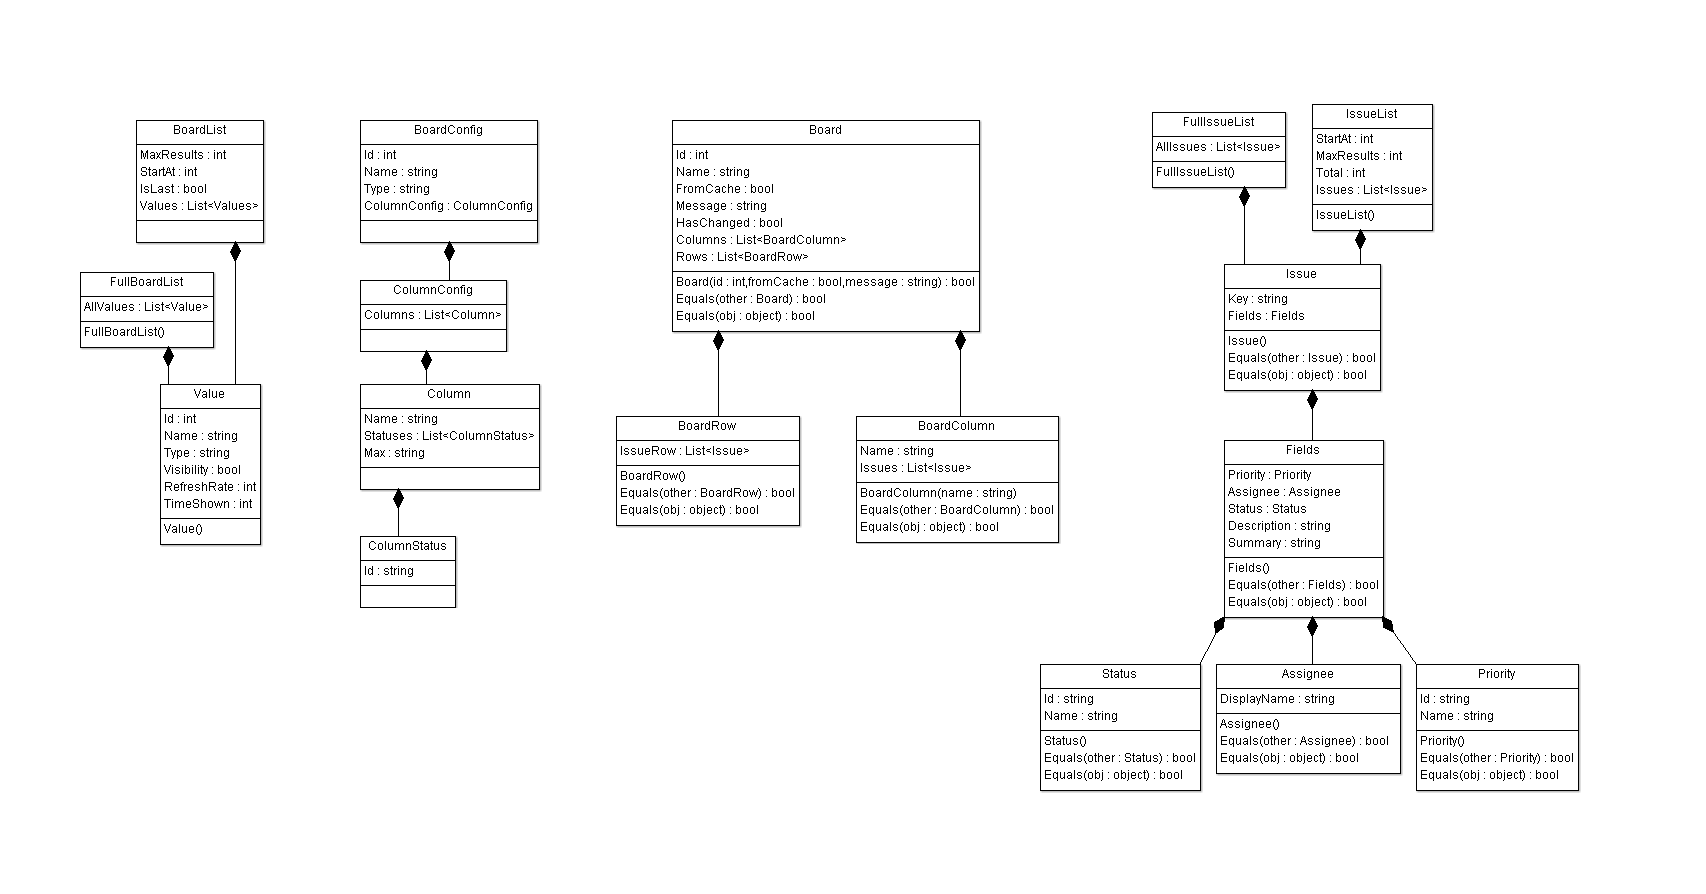 BoardList
MaxResults : int
StartAt : int
IsLast : bool
Values : List<Values>
FullBoardList
AllValues : List<Value>
FullBoardList()
Value
Id : int
Name : string
Type : string
Visibility : bool
RefreshRate : int
TimeShown : int
Value()
BoardConfig
Id : int
Name : string
Type : string
ColumnConfig : ColumnConfig
ColumnConfig
Columns : List<Column>
Column
Name : string
Statuses : List<ColumnStatus>
Max : string
ColumnStatus
Id : string
Board
Id : int
Name : string
FromCache : bool
Message : string
HasChanged : bool
Columns : List<BoardColumn>
Rows : List<BoardRow>
Board(id : int,fromCache : bool,message : string) : bool
Equals(other : Board) : bool
Equals(obj : object) : bool
BoardRow
IssueRow : List<Issue>
BoardRow()
Equals(other : BoardRow) : bool
Equals(obj : object) : bool
BoardColumn
Name : string
Issues : List<Issue>
BoardColumn(name : string)
Equals(other : BoardColumn) : bool
Equals(obj : object) : bool
FullIssueList
AllIssues : List<Issue>
FullIssueList()
IssueList
StartAt : int
MaxResults : int
Total : int
Issues : List<Issue>
IssueList()
Issue
Key : string
Fields : Fields
Issue()
Equals(other : Issue) : bool
Equals(obj : object) : bool
Fields
Priority : Priority
Assignee : Assignee
Status : Status
Description : string
Summary : string
Fields()
Equals(other : Fields) : bool
Equals(obj : object) : bool
Status
Id : string
Name : string
Status()
Equals(other : Status) : bool
Equals(obj : object) : bool
Assignee
DisplayName : string
Assignee()
Equals(other : Assignee) : bool
Equals(obj : object) : bool
Priority
Id : string
Name : string
Priority()
Equals(other : Priority) : bool
Equals(obj : object) : bool